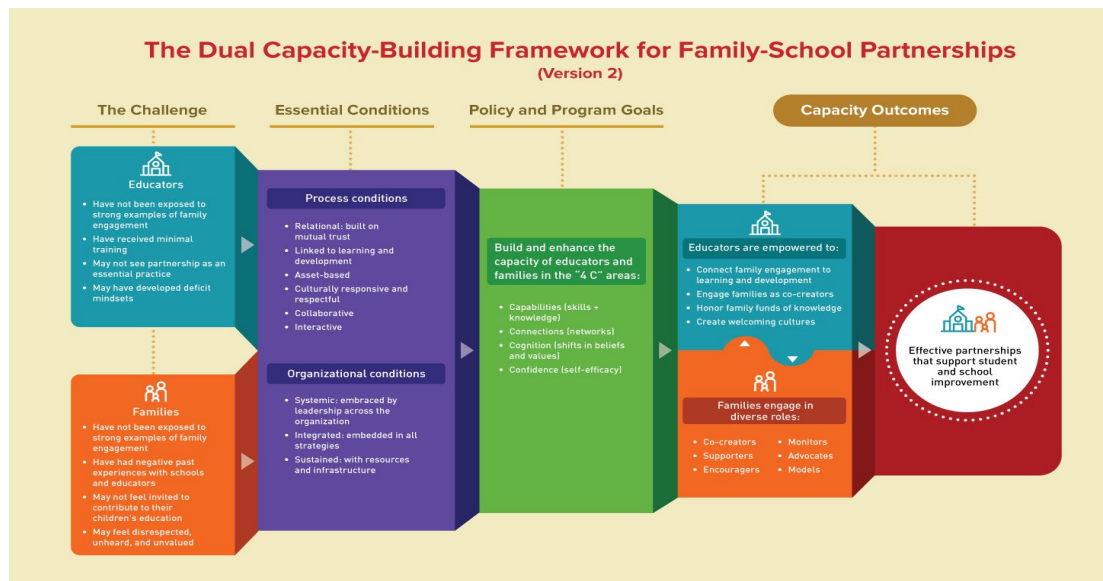 The Dual Capacity-Building Framework for Family-School Partnerships
(Version 2)
The Challenge
Essential Conditions
Policy and Program Goals
Capacity Outcomes
Educators
• Have not been exposed to
strong examples of family
engagement
• Have received minimal
training
• May not see partnership as an
essential practice
• May have developed deficit
mindsets
Families
• Have not been exposed to
strong examples of family
engagement
• Have had negative past
experiences with schools
and educators
• May not feel invited to
contribute to their
children's education
• May feel disrespected,
unheard, and unvalued
Process conditions
• Relational: built on
mutual trust
• Linked to learning and
development
• Asset-based
• Culturally responsive and
respectful
• Collaborative
• Interactive
Organizational conditions
• Systemic: embraced by
leadership across the
organization
• Integrated: embedded in all
strategies
• Sustained: with resources
and infrastructure
Build and enhance the
capacity of educators and
families in the "4 C" areas:
• Capabilities (skills +
knowledge)
• Connections (networks)
• Cognition (shifts in beliefs
and values)
• Confidence (self-efficacy)
Educators are empowered to:
• Connect family engagement to
learning and development
• Engage families as co-creators
• Honor family funds of knowledge
• Create welcoming cultures
Families engage in
diverse roles:
• Co-creators
• Supporters
• Encouragers
• Monitors
• Advocates
• Models
Effective partnerships
that support student
and school
improvement